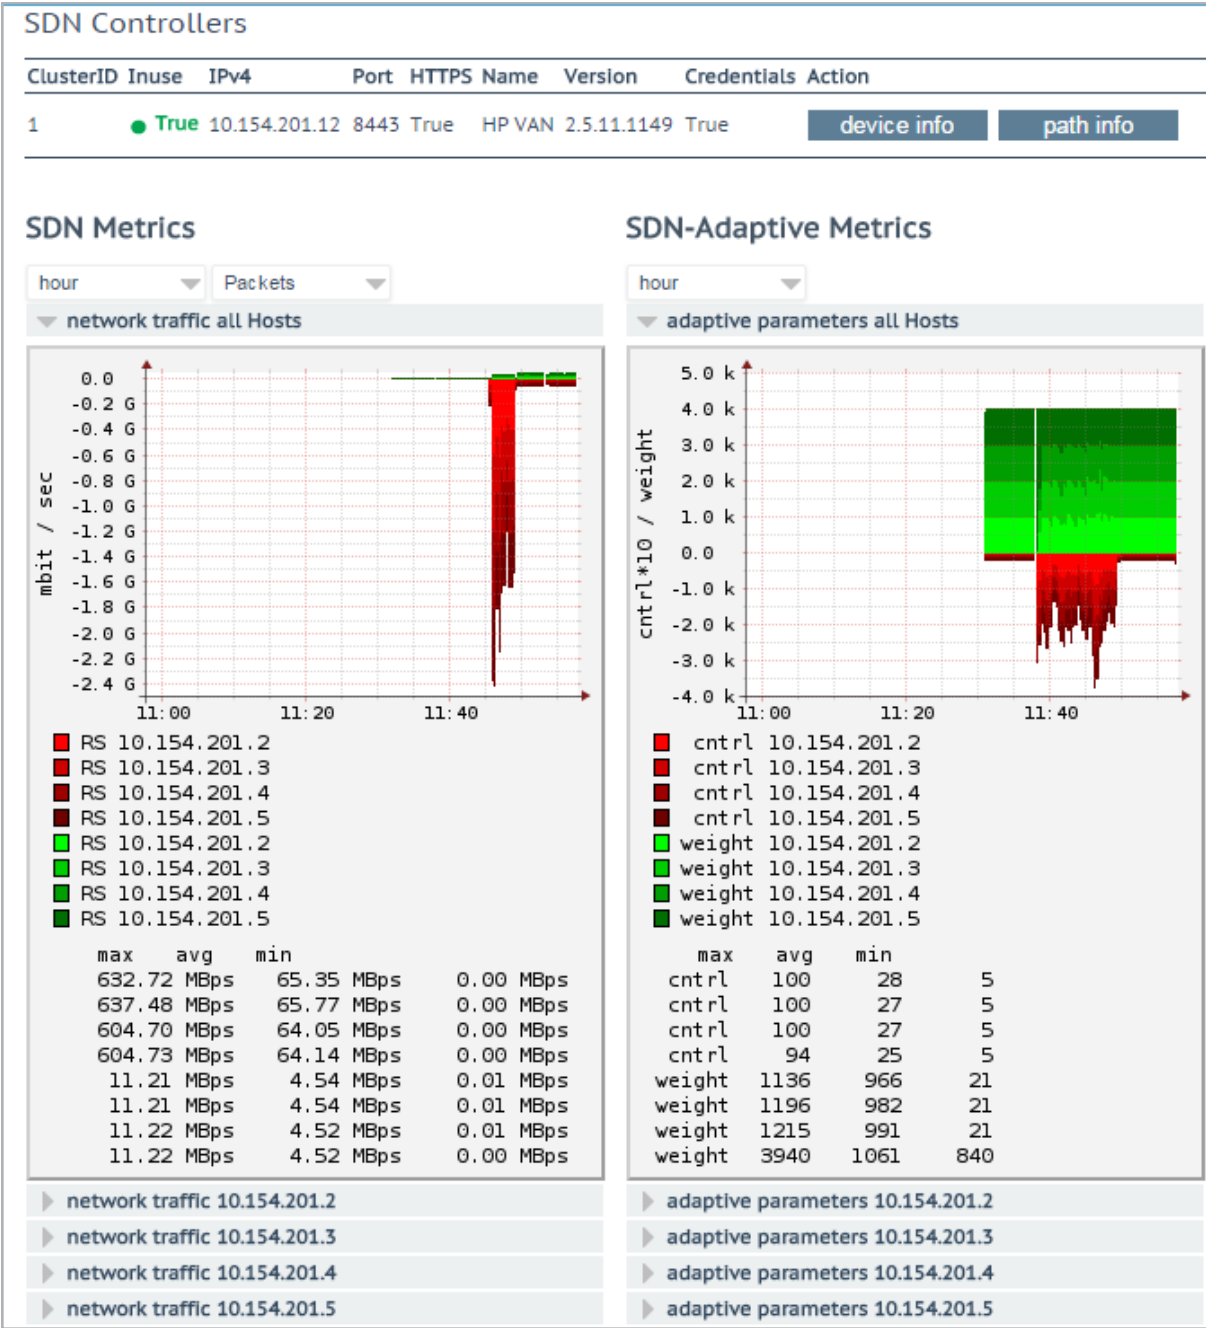 SDN Controllers
ClusterID Inuse IPv4 Port HTTPS Name Version Credentials Action
1 True 10.154.201.12 8443 True HP VAN 2.5.11.1149 True device info path info
SDN Metrics
hour Packets
network traffic all Hosts
mbit / sec
0.0
-0.2 G
-0.4 G
-0.6 G
-0.8 G
-1.0 G
-1.2 G
-1.4 G
-1.6 G
-1.8 G
-2.0 G
-2.2 G
-2.4 G
11:00 11:20 11:40
RS 10.154.201.2
RS 10.154.201.3
RS 10.154.201.4
RS 10.154.201.5
RS 10.154.201.2
RS 10.154.201.3
RS 10.154.201.4
RS 10.154.201.5
max avg min
632.72 MBps 65.35 MBps 0.00 MBps
637.48 MBps 65.77 MBps 0.00 MBps
604.70 MBps 64.05 MBps 0.00 MBps
604.73 MBps 64.14 MBps 0.00 MBps
11.21 MBps 4.54 MBps 0.01 MBps
11.21 MBps 4.54 MBps 0.01 MBps
11.22 MBps 4.52 MBps 0.01 MBps
11.22 MBps 4.52 MBps 0.00 MBps
network traffic 10.154.201.2
network traffic 10.154.201.3
network traffic 10.154.201.4
network traffic 10.154.201.5
SDN-Adaptive Metrics
hour
adaptive parameters all Hosts
cntrl*10 / weight
5.0 k
4.0 k
3.0 k
2.0 k
1.0 k
0.0
-1.0 k
-2.0 k
-3.0 k
-4.0 k
11:00 11:20 11:40
cntrl 10.154.201.2
cntrl 10.154.201.3
cntrl 10.154.201.4
cntrl 10.154.201.5
weight 10.154.201.2
weight 10.154.201.3
weight 10.154.201.4
weight 10.154.201.5
max avg min
cntrl 100 28 5
cntrl 100 27 5
cntrl 100 27 5
cntrl 94 25 5
weight 1136 966 21
weight 1196 982 21
weight 1215 991 21
weight 3940 1061 840
adaptive parameters 10.154.201.2
adaptive parameters 10.154.201.3
adaptive parameters 10.154.201.4
adaptive parameters 10.154.201.5